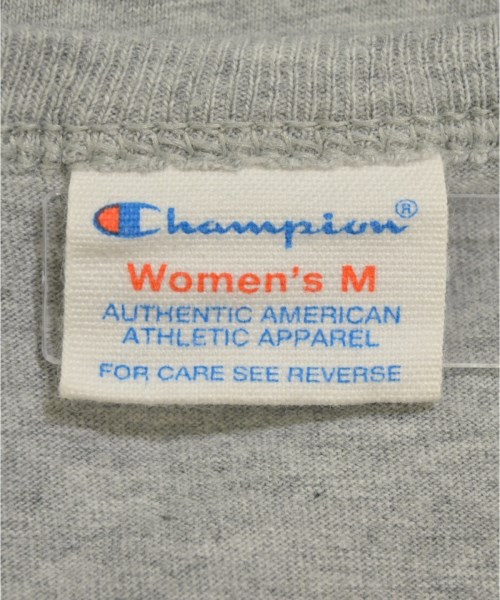 Champion®
Women's M
AUTHENTIC AMERICAN
ATHLETIC APPAREL
FOR CARE SEE REVERSE